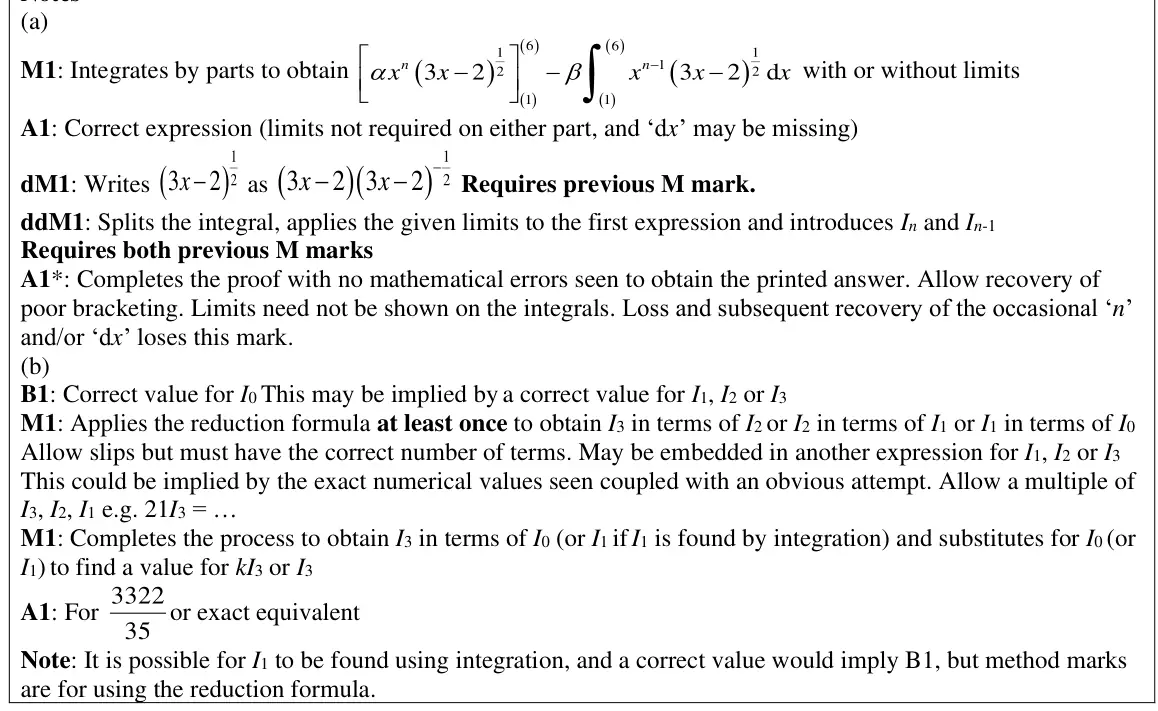 Notes
(a)
M1: Integrates by parts to obtain [αxⁿ(3x−2)^(1/2)]₍₁₎⁽⁶⁾ − β∫₍₁₎⁽⁶⁾ xⁿ⁻¹(3x−2)^(1/2) dx with or without limits
A1: Correct expression (limits not required on either part, and ‘dx’ may be missing)
dM1: Writes (3x−2)^(1/2) as (3x−2)(3x−2)^(−1/2) Requires previous M mark.
ddM1: Splits the integral, applies the given limits to the first expression and introduces Iₙ and Iₙ₋₁
Requires both previous M marks
A1*: Completes the proof with no mathematical errors seen to obtain the printed answer. Allow recovery of
poor bracketing. Limits need not be shown on the integrals. Loss and subsequent recovery of the occasional ‘n’
and/or ‘dx’ loses this mark.
(b)
B1: Correct value for I₀ This may be implied by a correct value for I₁, I₂ or I₃
M1: Applies the reduction formula at least once to obtain I₃ in terms of I₂ or I₂ in terms of I₁ or I₁ in terms of I₀
Allow slips but must have the correct number of terms. May be embedded in another expression for I₁, I₂ or I₃
This could be implied by the exact numerical values seen coupled with an obvious attempt. Allow a multiple of
I₃, I₂, I₁ e.g. 21I₃ = …
M1: Completes the process to obtain I₃ in terms of I₀ (or I₁ if I₁ is found by integration) and substitutes for I₀ (or
I₁) to find a value for kI₃ or I₃
A1: For 3322/35 or exact equivalent
Note: It is possible for I₁ to be found using integration, and a correct value would imply B1, but method marks
are for using the reduction formula.